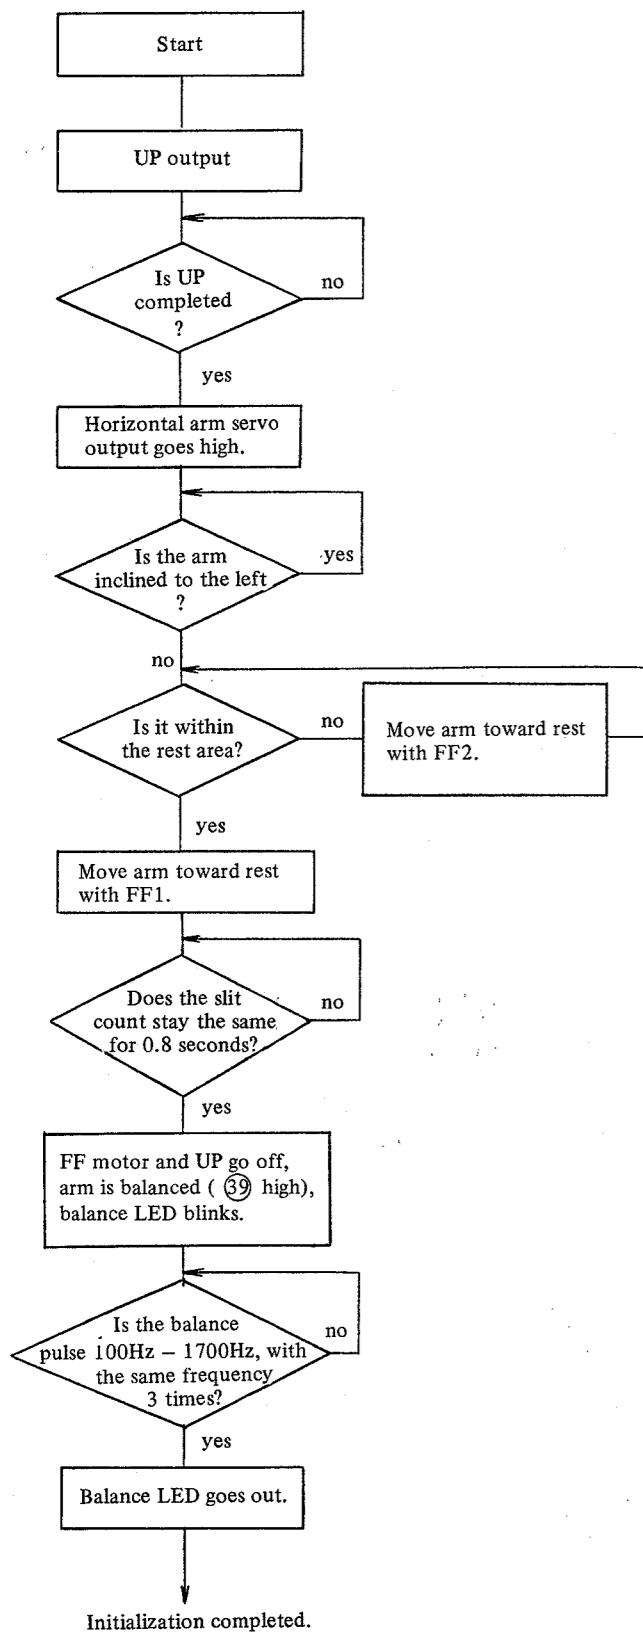 Start
UP output
Is UP
completed
?
no
yes
Horizontal arm servo
output goes high.
Is the arm
inclined to the left
?
yes
no
Is it within
the rest area?
no
Move arm toward rest
with FF2.
yes
Move arm toward rest
with FF1.
Does the slit
count stay the same
for 0.8 seconds?
no
yes
FF motor and UP go off,
arm is balanced ( 39 high),
balance LED blinks.
Is the balance
pulse 100Hz – 1700Hz, with
the same frequency
3 times?
no
yes
Balance LED goes out.
Initialization completed.